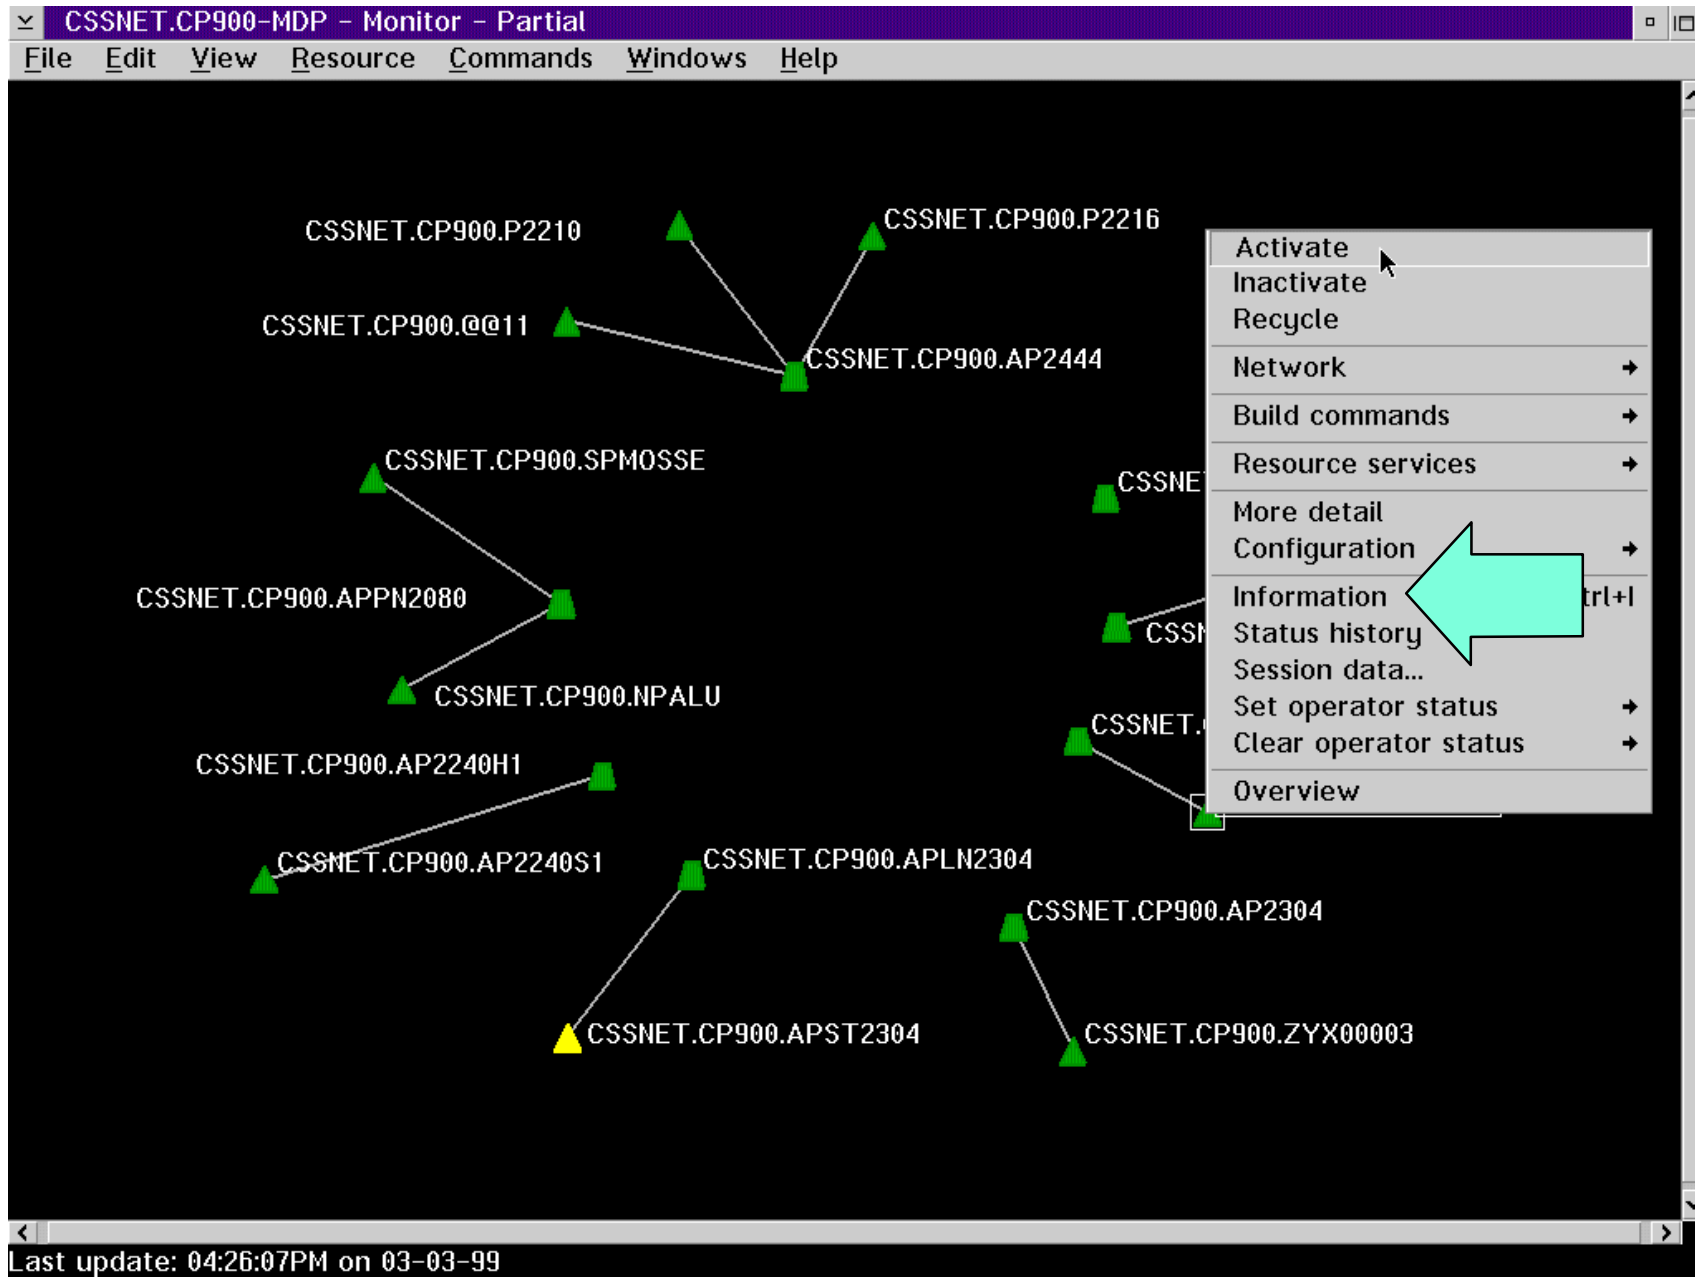 CSSNET.CP900-MDP - Monitor - Partial
File Edit View Resource Commands Windows Help
CSSNET.CP900.P2210
CSSNET.CP900.P2216
CSSNET.CP900.@@11
CSSNET.CP900.AP2444
CSSNET.CP900.SPMOSSE
CSSNET.CP900.APPN2080
CSSNET.CP900.NPALU
CSSNET.CP900.AP2240H1
CSSNET.CP900.AP2240S1
CSSNET.CP900.APLN2304
CSSNET.CP900.APST2304
CSSNET.CP900.AP2304
CSSNET.CP900.ZYX00003
CSSNE
CSSN
CSSNET.
Activate
Inactivate
Recycle
Network
Build commands
Resource services
More detail
Configuration
Information trl+I
Status history
Session data...
Set operator status
Clear operator status
Overview
Last update: 04:26:07PM on 03-03-99